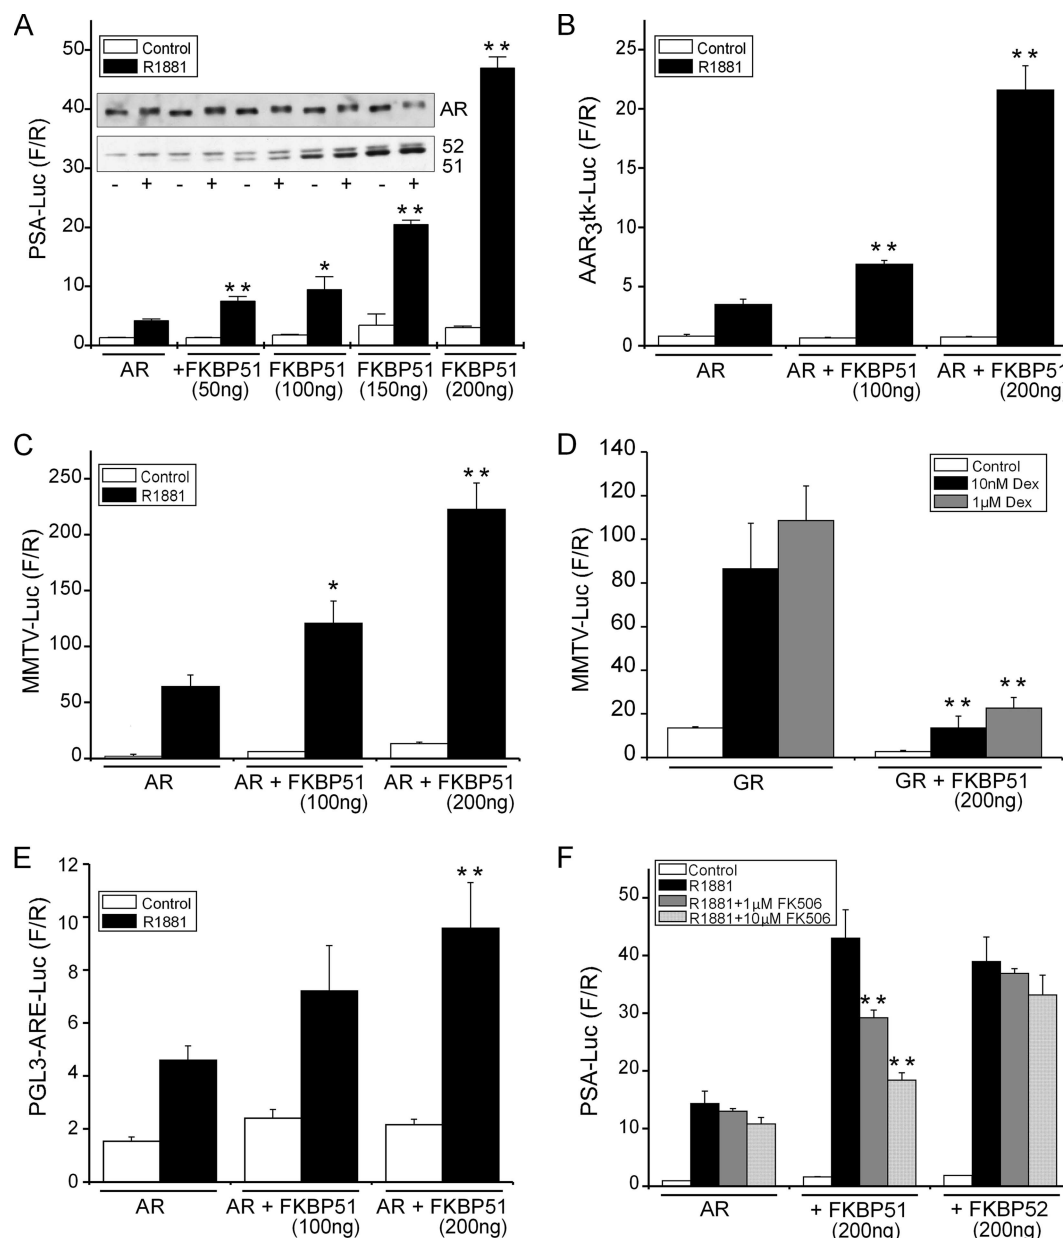 A
PSA-Luc (F/R)
50
40
30
20
10
0
Control
R1881
AR
52
51
- + - + - + - + - +
**
*
**
**
AR +FKBP51 FKBP51 FKBP51 FKBP51
(50ng) (100ng) (150ng) (200ng)
B
AAR3tk-Luc (F/R)
25
20
15
10
5
0
Control
R1881
**
**
AR AR + FKBP51 AR + FKBP51
(100ng) (200ng
C
MMTV-Luc (F/R)
250
200
150
100
50
0
Control
R1881
*
**
AR AR + FKBP51 AR + FKBP51
(100ng) (200ng)
D
MMTV-Luc (F/R)
140
120
100
80
60
40
20
0
Control
10nM Dex
1µM Dex
**
**
GR GR + FKBP51
(200ng)
E
PGL3-ARE-Luc (F/R)
12
10
8
6
4
2
0
Control
R1881
**
AR AR + FKBP51 AR + FKBP51
(100ng) (200ng)
F
PSA-Luc (F/R)
50
40
30
20
10
0
Control
R1881
R1881+1µM FK506
R1881+10µM FK506
**
**
AR + FKBP51 + FKBP52
(200ng) (200ng)